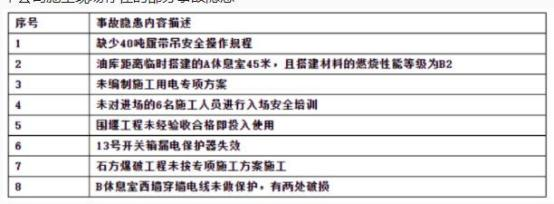 序号 事故隐患内容描述
1 缺少40吨履带吊安全操作规程
2 油库距离临时搭建的A休息室45米，且搭建材料的燃烧性能等级为B2
3 未编制施工用电专项方案
4 未对进场的6名施工人员进行入场安全培训
5 围堰工程未经验收合格即投入使用
6 13号开关箱漏电保护器失效
7 石方爆破工程未按专项施工方案施工
8 B休息室西墙穿墙电线未做保护，有两处破损